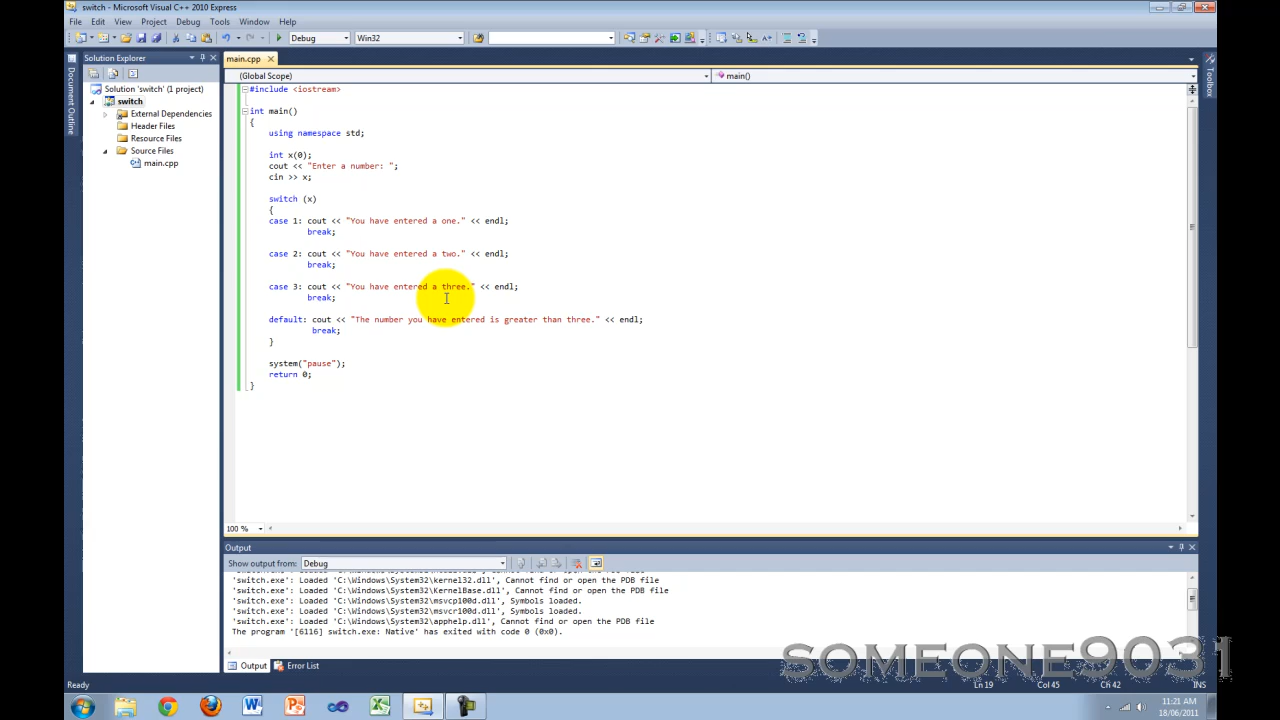 switch - Microsoft Visual C++ 2010 Express
File Edit View Project Debug Tools Window Help
Debug Win32
Solution Explorer
main.cpp
Document Outline
Toolbox
(Global Scope)
main()
Solution 'switch' (1 project)
switch
External Dependencies
Header Files
Resource Files
Source Files
main.cpp
#include <iostream>
int main()
{
using namespace std;
int x(0);
cout << "Enter a number: ";
cin >> x;
switch (x)
{
case 1: cout << "You have entered a one." << endl;
break;
case 2: cout << "You have entered a two." << endl;
break;
case 3: cout << "You have entered a three." << endl;
break;
default: cout << "The number you have entered is greater than three." << endl;
break;
}
system("pause");
return 0;
}
100 %
Output
Show output from: Debug
'switch.exe': Loaded 'C:\Windows\System32\kernel32.dll', Cannot find or open the PDB file
'switch.exe': Loaded 'C:\Windows\System32\KernelBase.dll', Cannot find or open the PDB file
'switch.exe': Loaded 'C:\Windows\System32\msvcp100d.dll', Symbols loaded.
'switch.exe': Loaded 'C:\Windows\System32\msvcr100d.dll', Symbols loaded.
'switch.exe': Loaded 'C:\Windows\System32\apphelp.dll', Cannot find or open the PDB file
The program '[6116] switch.exe: Native' has exited with code 0 (0x0).
Output Error List
SOMEONE9031
Ready Ln 19 Col 45 Ch 42 INS
11:21 AM
18/06/2011